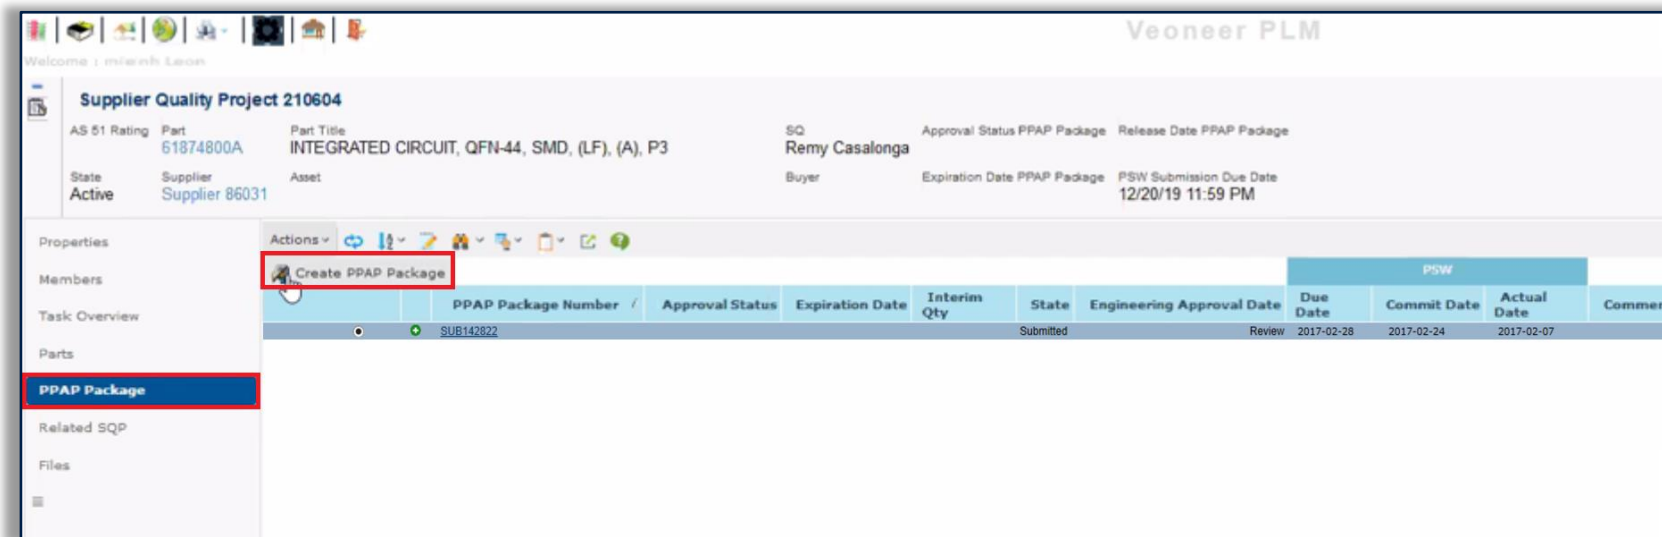 Veoneer PLM
Welcome :
Supplier Quality Project 210604
AS 51 Rating Part Part Title SQ Approval Status PPAP Package Release Date PPAP Package
61874800A INTEGRATED CIRCUIT, QFN-44, SMD, (LF), (A), P3 Remy Casalonga
State Supplier Asset Buyer Expiration Date PPAP Package PSW Submission Due Date
Active Supplier 86031 12/20/19 11:59 PM
Properties
Members
Task Overview
Parts
PPAP Package
Related SQP
Files
Actions
Create PPAP Package
PSW
PPAP Package Number Approval Status Expiration Date Interim Qty State Engineering Approval Date Due Date Commit Date Actual Date Commer
SUB142822 Submitted Review 2017-02-28 2017-02-24 2017-02-07